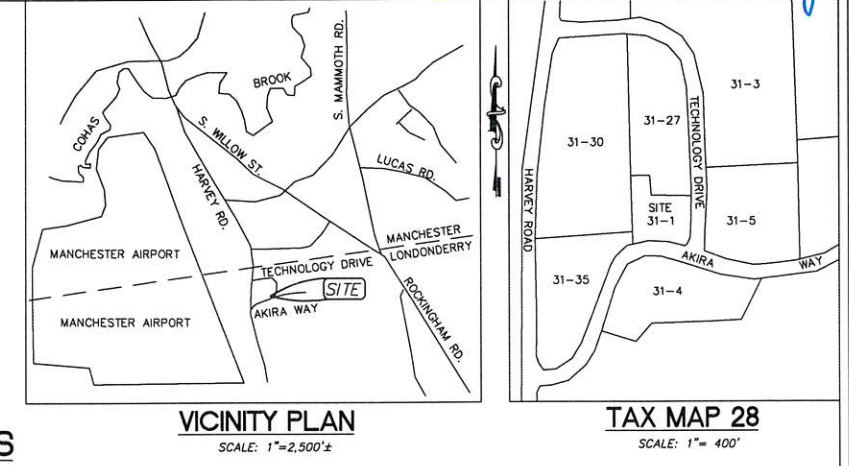 BROOK
COHAS
S. MAMMOTH RD.
S. WILLOW ST.
HARVEY RD.
LUCAS RD.
MANCHESTER
LONDONDERRY
MANCHESTER AIRPORT
TECHNOLOGY DRIVE
SITE
AKIRA WAY
MANCHESTER AIRPORT
ROCKINGHAM RD.
VICINITY PLAN
SCALE: 1"=2,500'±
31-3
31-27
TECHNOLOGY DRIVE
31-30
HARVEY ROAD
SITE
31-1
31-5
AKIRA WAY
31-35
31-4
TAX MAP 28
SCALE: 1"= 400'
S